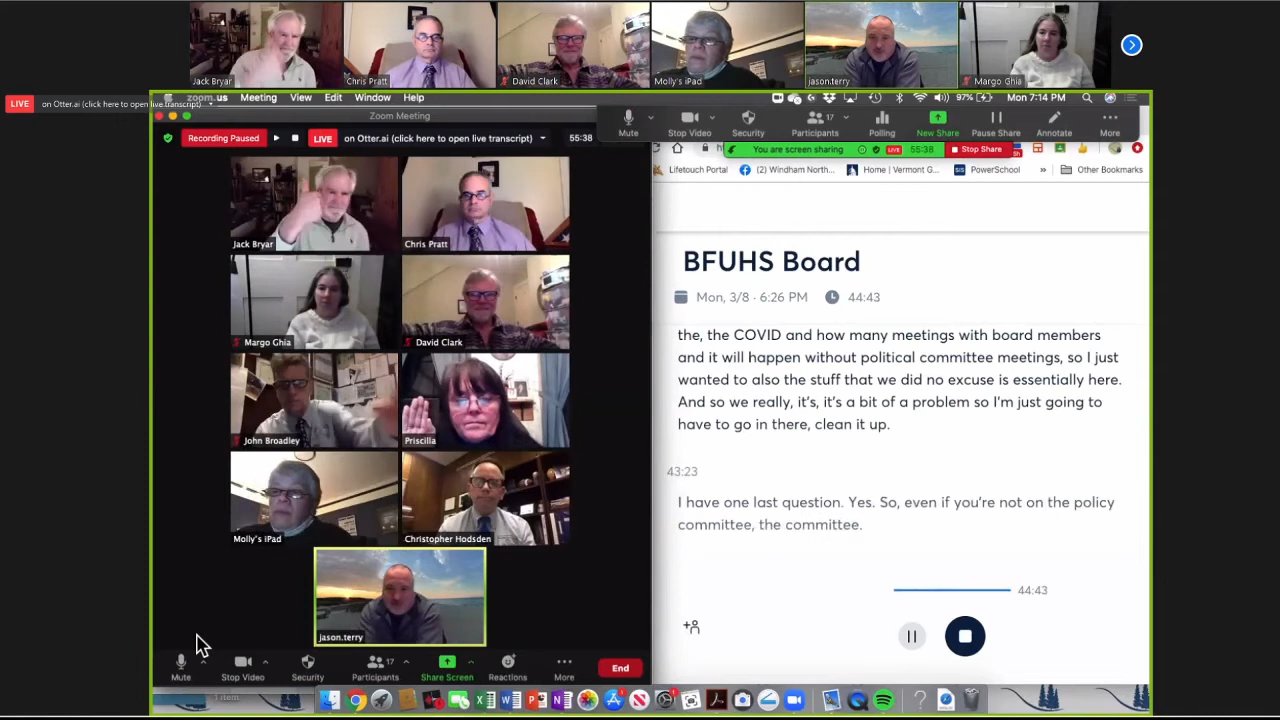 Jack Bryar
Chris Pratt
David Clark
Molly's iPad
jason.terry
Margo Ghia
LIVE on Otter.ai (click here to open live transcript)
zoom.us Meeting View Edit Window Help
97% Mon 7:14 PM
Zoom Meeting
Recording Paused LIVE on Otter.ai (click here to open live transcript) 55:38
17
Mute Stop Video Security Participants Polling New Share Pause Share Annotate More
You are screen sharing LIVE 55:38 Stop Share
Lifetouch Portal (2) Windham North... Home | Vermont G... SIS PowerSchool » Other Bookmarks
Jack Bryar
Chris Pratt
Margo Ghia
David Clark
John Broadley
Priscilla
Molly's iPad
Christopher Hodsden
jason.terry
17
Mute Stop Video Security Participants Share Screen Reactions More End
BFUHS Board
Mon, 3/8 · 6:26 PM 44:43
the, the COVID and how many meetings with board members
and it will happen without political committee meetings, so I just
wanted to also the stuff that we did no excuse is essentially here.
And so we really, it's, it's a bit of a problem so I'm just going to
have to go in there, clean it up.
43:23
I have one last question. Yes. So, even if you're not on the policy
committee, the committee.
44:43
1 item